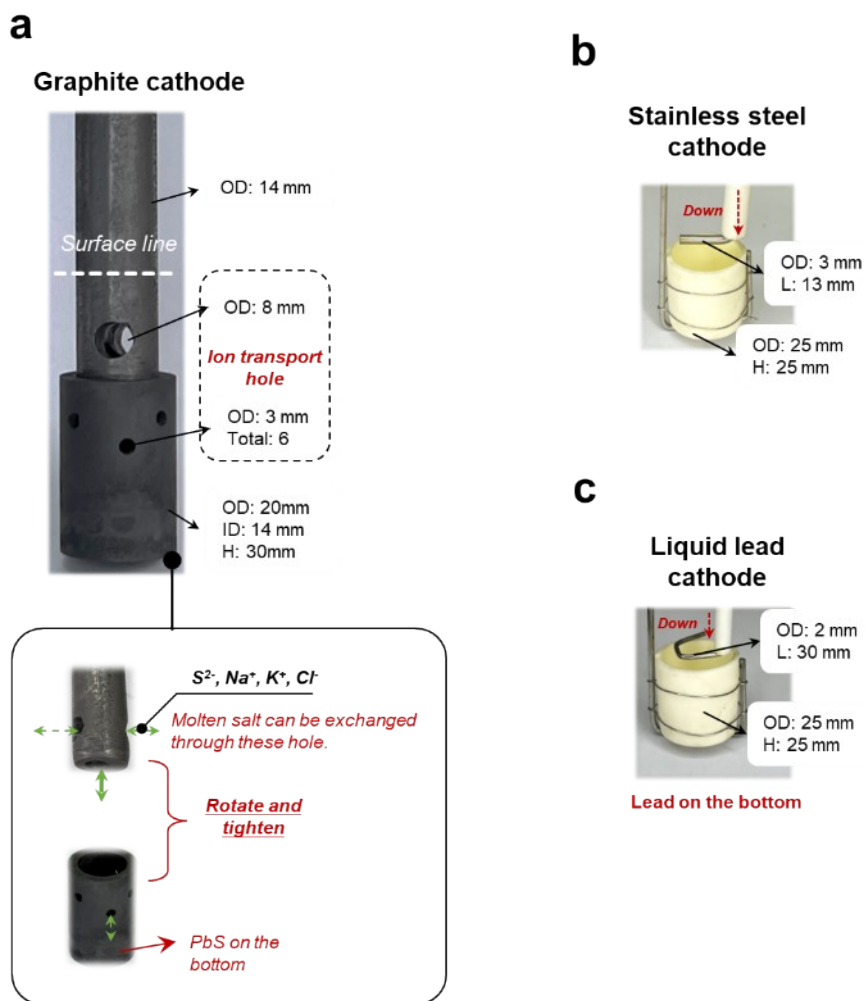 a
Graphite cathode
OD: 14 mm
Surface line
OD: 8 mm
Ion transport
hole
OD: 3 mm
Total: 6
OD: 20mm
ID: 14 mm
H: 30mm
S²⁻, Na⁺, K⁺, Cl⁻
Molten salt can be exchanged
through these hole.
Rotate and
tighten
PbS on the
bottom
b
Stainless steel
cathode
Down
OD: 3 mm
L: 13 mm
OD: 25 mm
H: 25 mm
c
Liquid lead
cathode
Down
OD: 2 mm
L: 30 mm
OD: 25 mm
H: 25 mm
Lead on the bottom